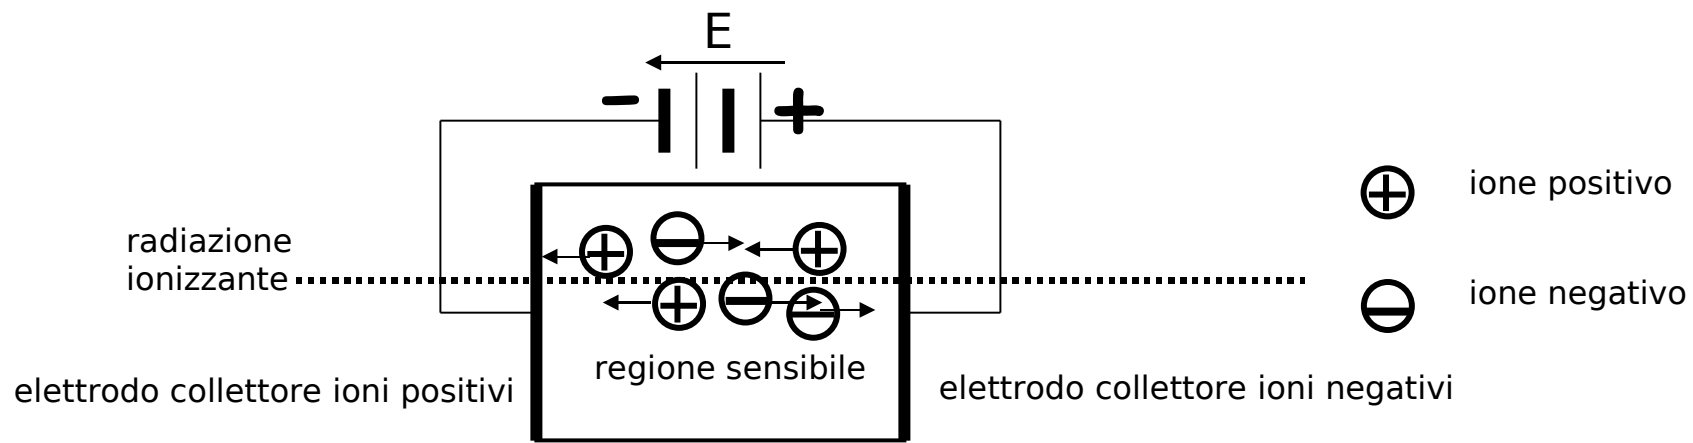 E
− +
ione positivo
radiazione
ionizzante
ione negativo
regione sensibile
elettrodo collettore ioni positivi
elettrodo collettore ioni negativi